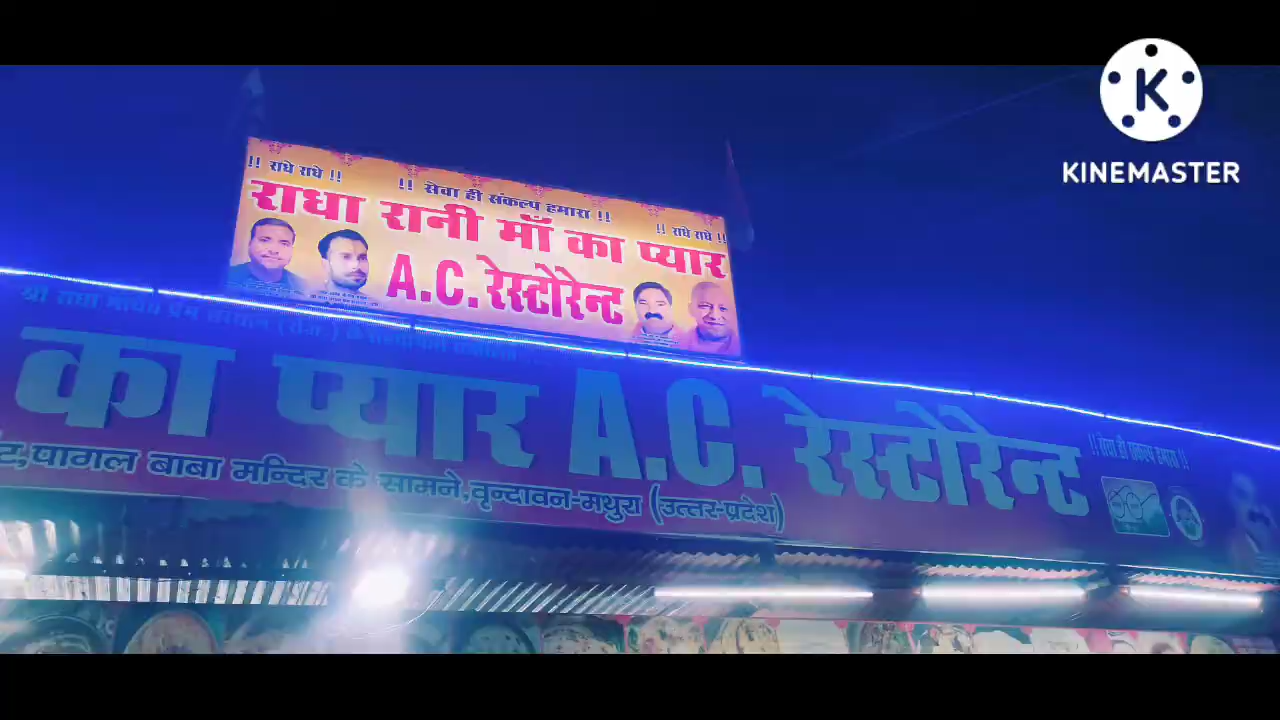 KINEMASTER
!! राधे राधे !!
!! सेवा ही संकल्प हमारा !!
!! राधे राधे !!
राधा रानी माँ का प्यार
A.C. रेस्टोरेन्ट
का प्यार A.C. रेस्टोरेन्ट
!! सेवा ही संकल्प हमारा !!
पागल बाबा मन्दिर के सामने, वृन्दावन-मथुरा (उत्तर-प्रदेश)